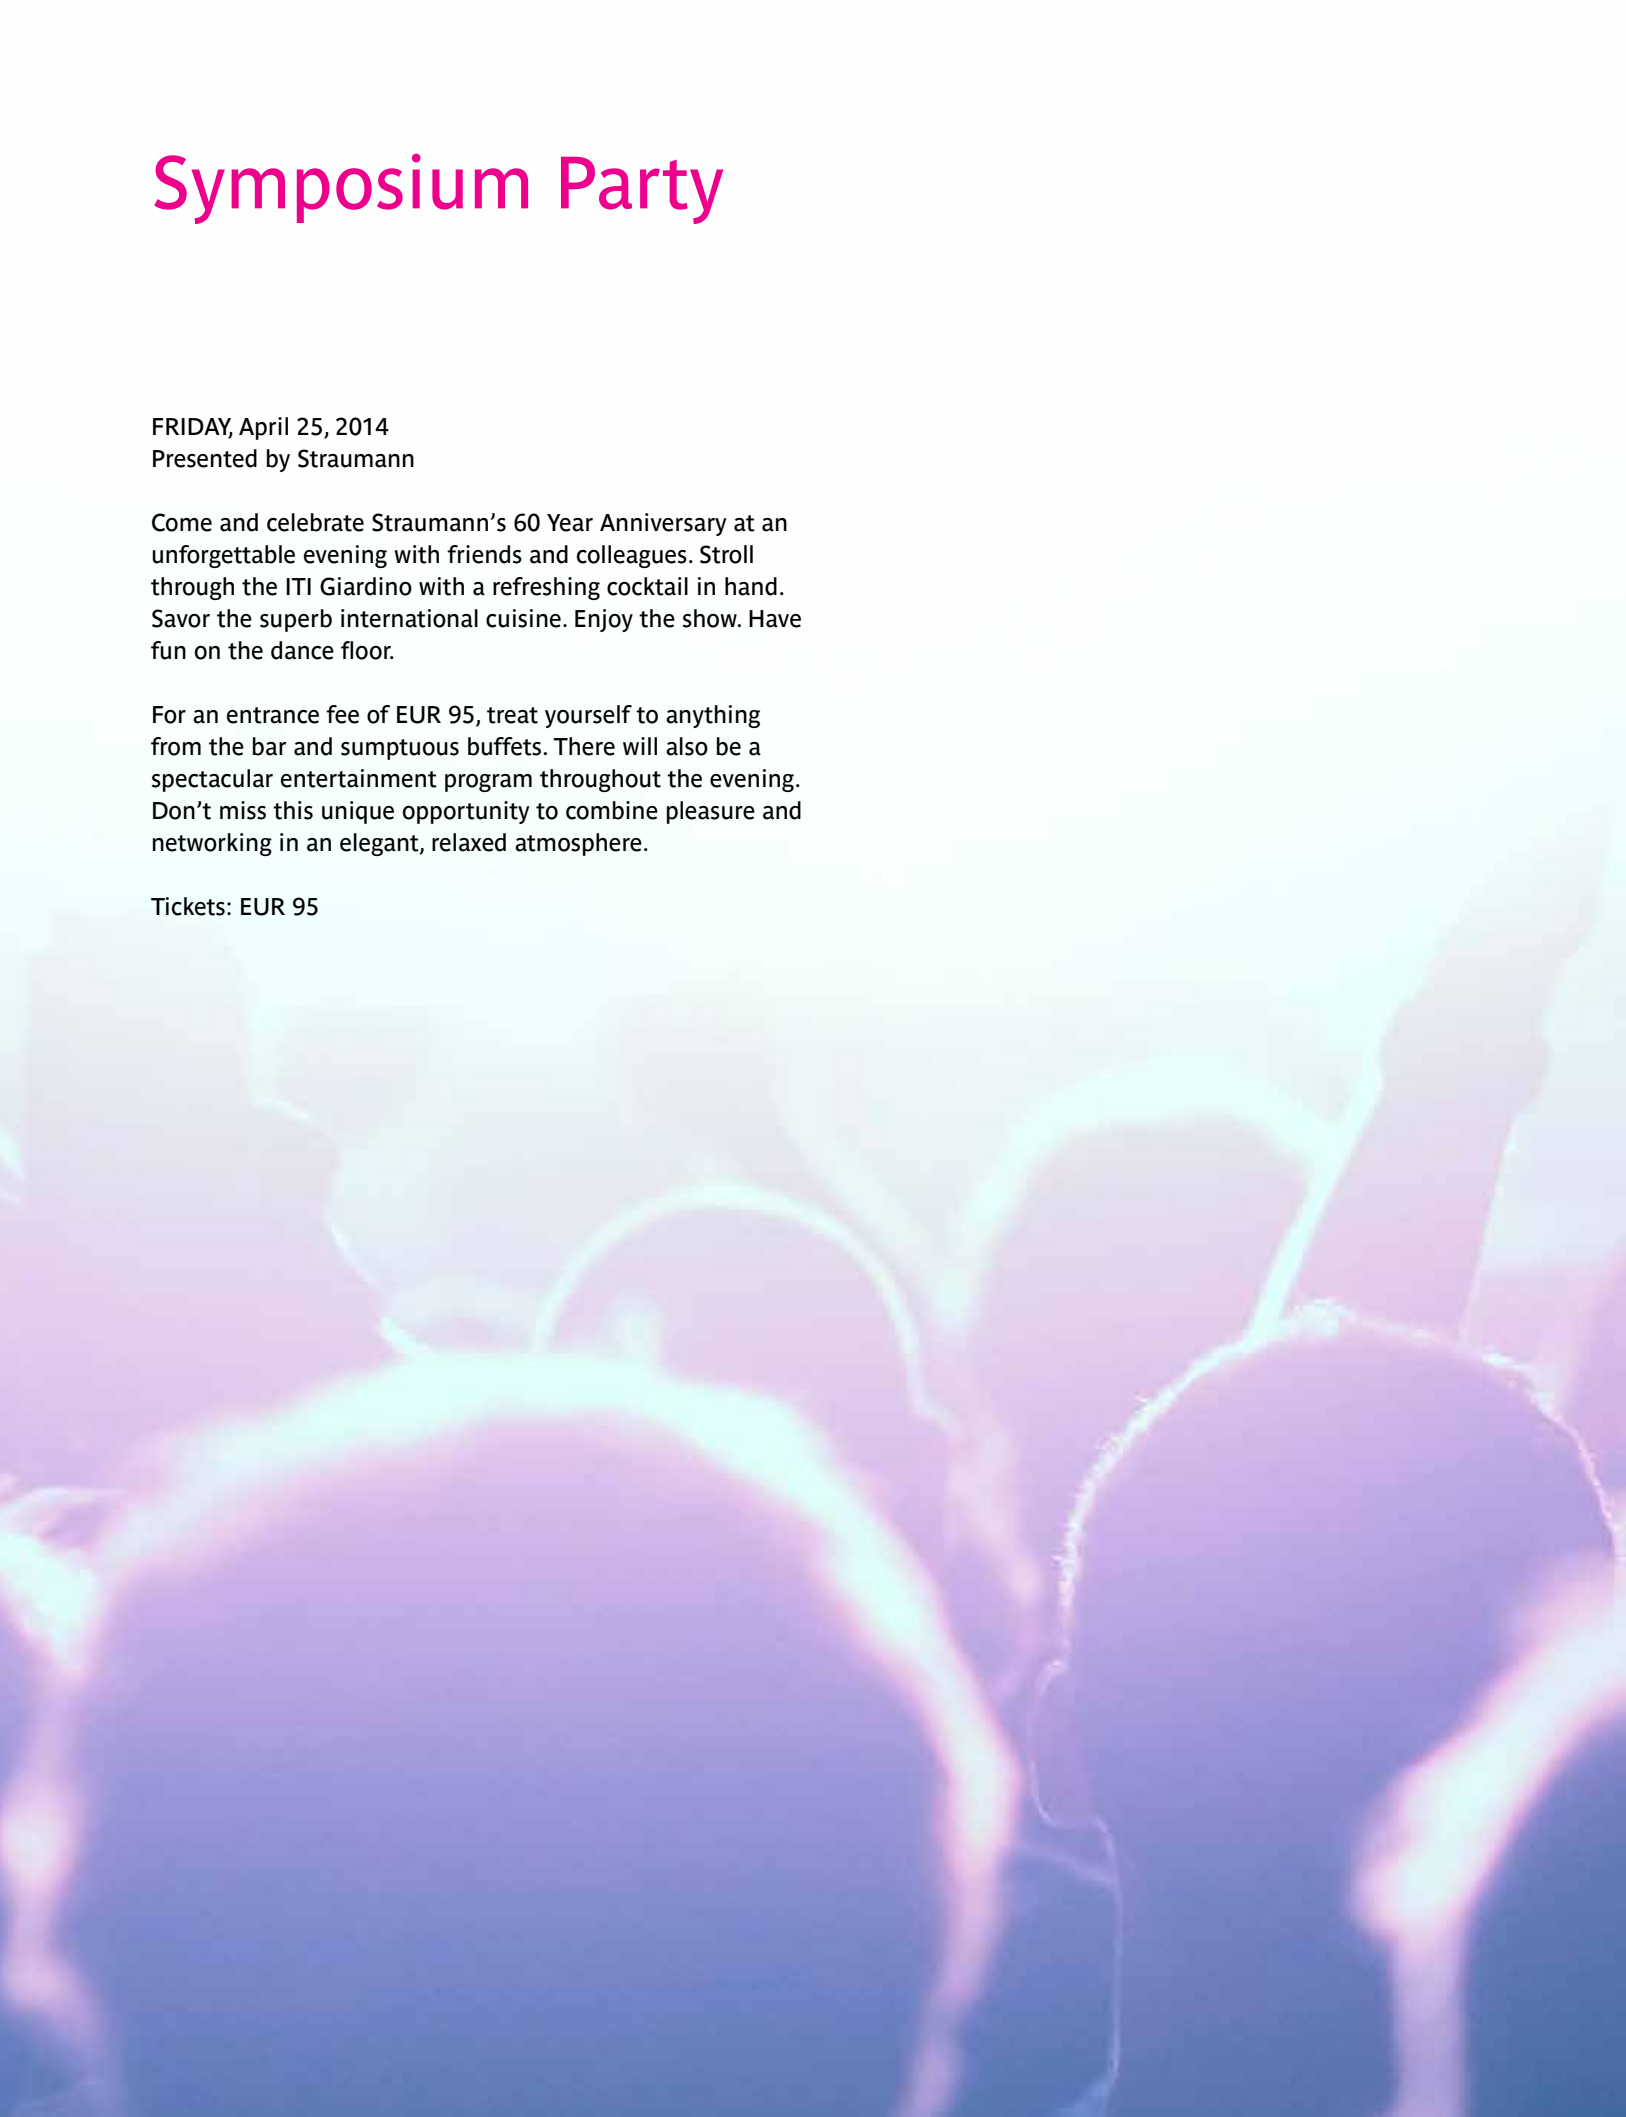 Symposium Party
FRIDAY, April 25, 2014
Presented by Straumann
Come and celebrate Straumann’s 60 Year Anniversary at an
unforgettable evening with friends and colleagues. Stroll
through the ITI Giardino with a refreshing cocktail in hand.
Savor the superb international cuisine. Enjoy the show. Have
fun on the dance floor.
For an entrance fee of EUR 95, treat yourself to anything
from the bar and sumptuous buffets. There will also be a
spectacular entertainment program throughout the evening.
Don’t miss this unique opportunity to combine pleasure and
networking in an elegant, relaxed atmosphere.
Tickets: EUR 95